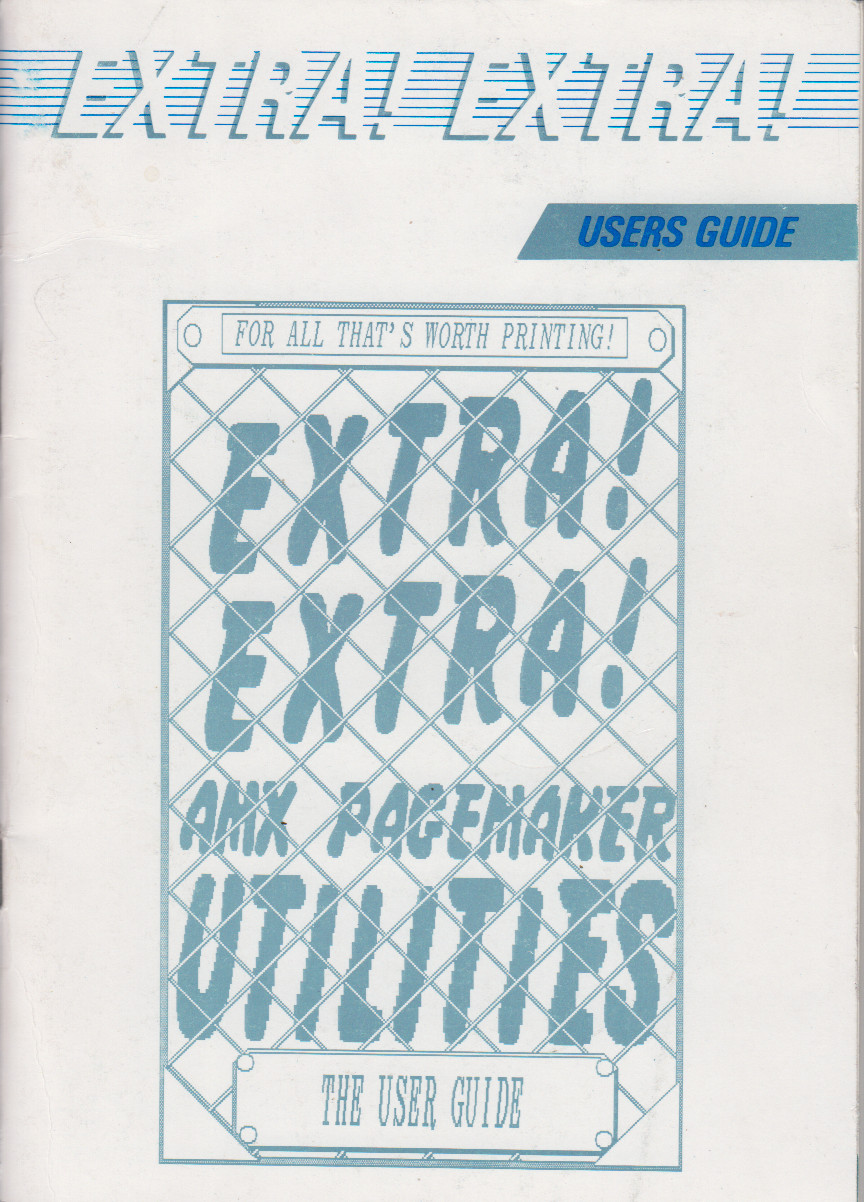 EXTRA! EXTRA!
USERS GUIDE
FOR ALL THAT'S WORTH PRINTING!
EXTRA!
EXTRA!
AMX PAGEMAKER
UTILITIES
THE USER GUIDE